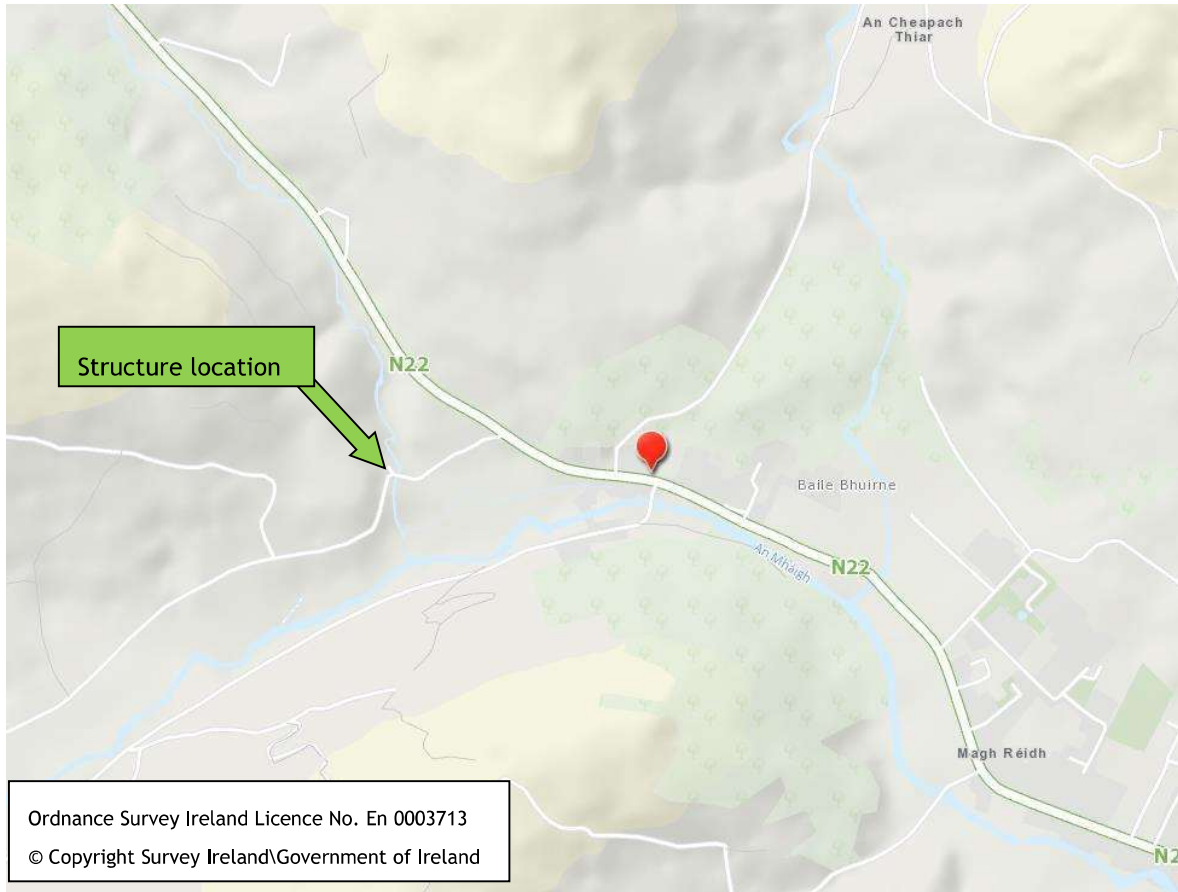 An Cheapach
Thiar
Structure location
N22
Baile Bhuirne
An Mháigh
N22
Magh Réidh
Ordnance Survey Ireland Licence No. En 0003713
© Copyright Survey Ireland\Government of Ireland
N2